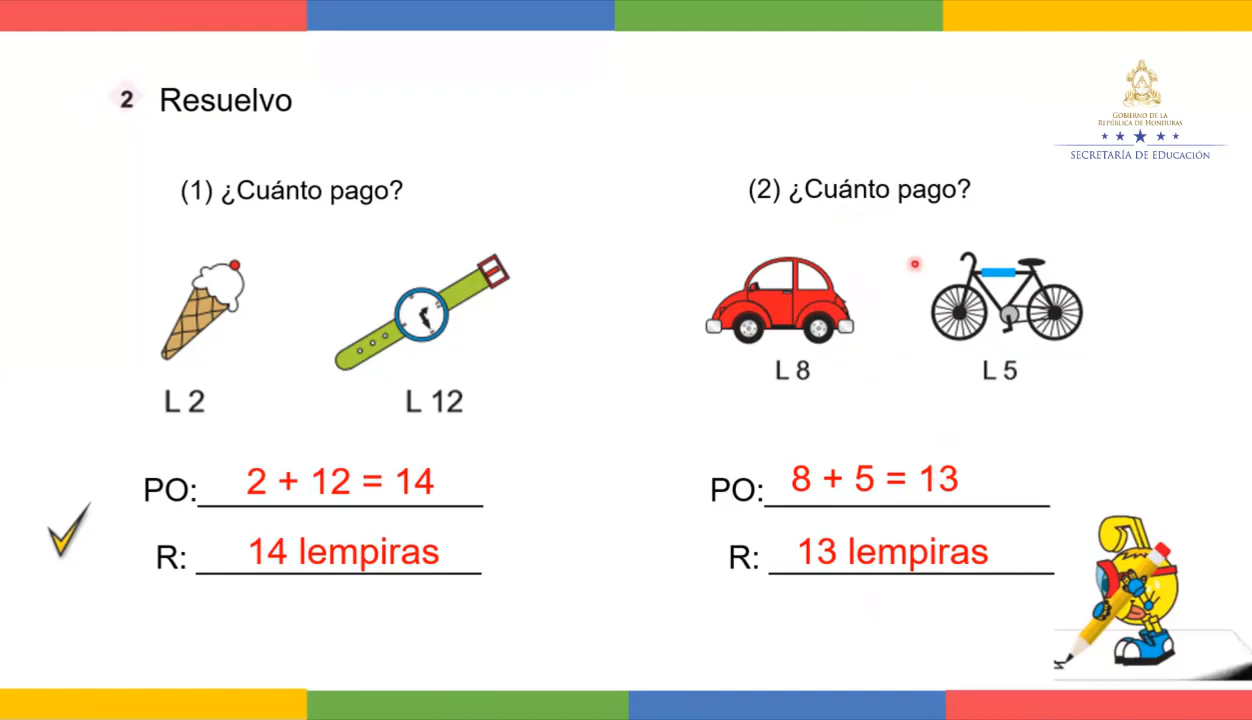 2 Resuelvo
GOBIERNO DE LA
REPÚBLICA DE HONDURAS
SECRETARÍA DE EDUCACIÓN
(1) ¿Cuánto pago?
L 2
L 12
PO: 2 + 12 = 14
R: 14 lempiras
(2) ¿Cuánto pago?
L 8
L 5
PO: 8 + 5 = 13
R: 13 lempiras